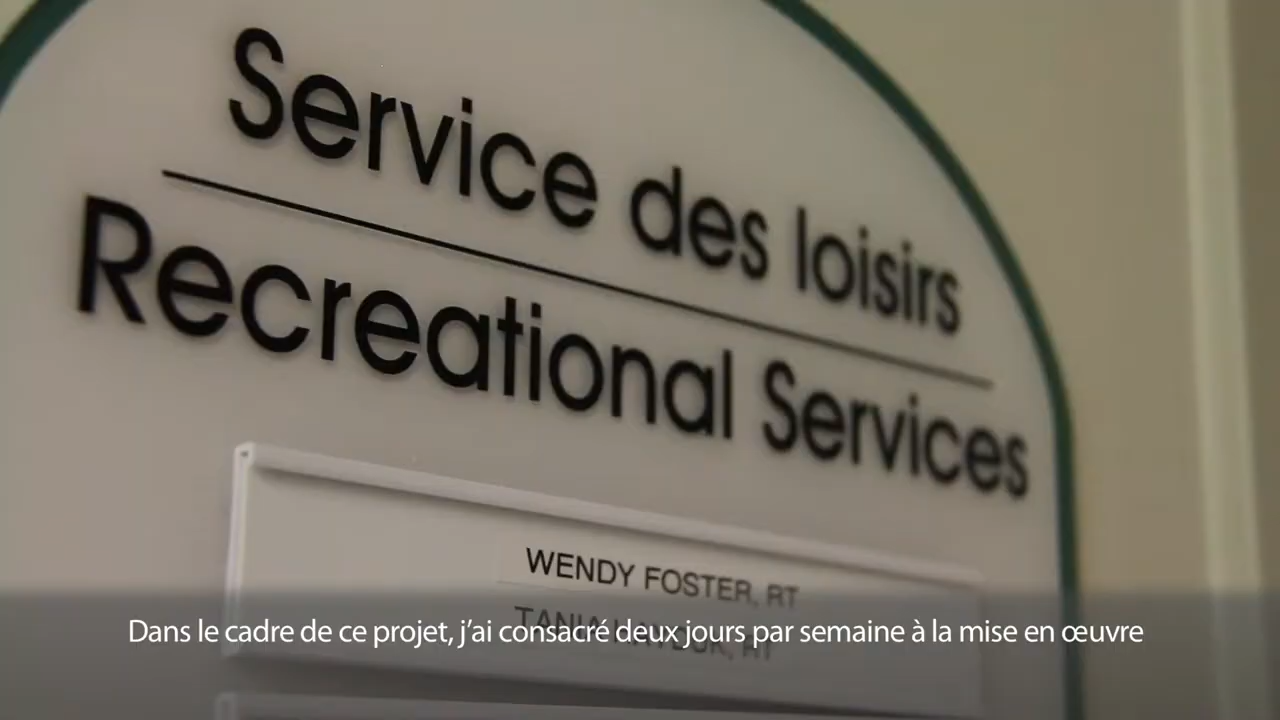 Service des loisirs
Recreational Services
WENDY FOSTER, RT
TANIA
Dans le cadre de ce projet, j’ai consacré deux jours par semaine à la mise en œuvre